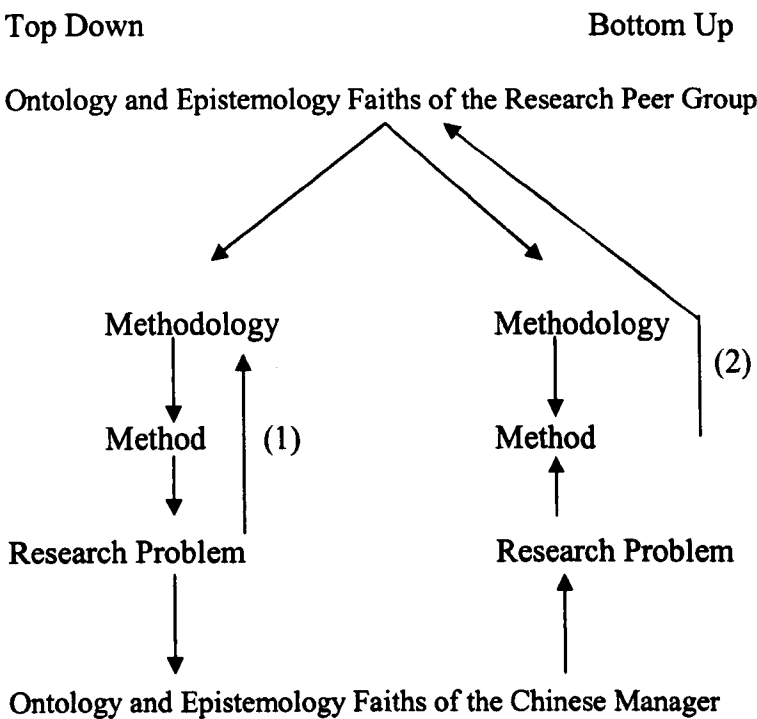 Top Down Bottom Up
Ontology and Epistemology Faiths of the Research Peer Group
Methodology Methodology
(2)
Method (1) Method
Research Problem Research Problem
Ontology and Epistemology Faiths of the Chinese Manager